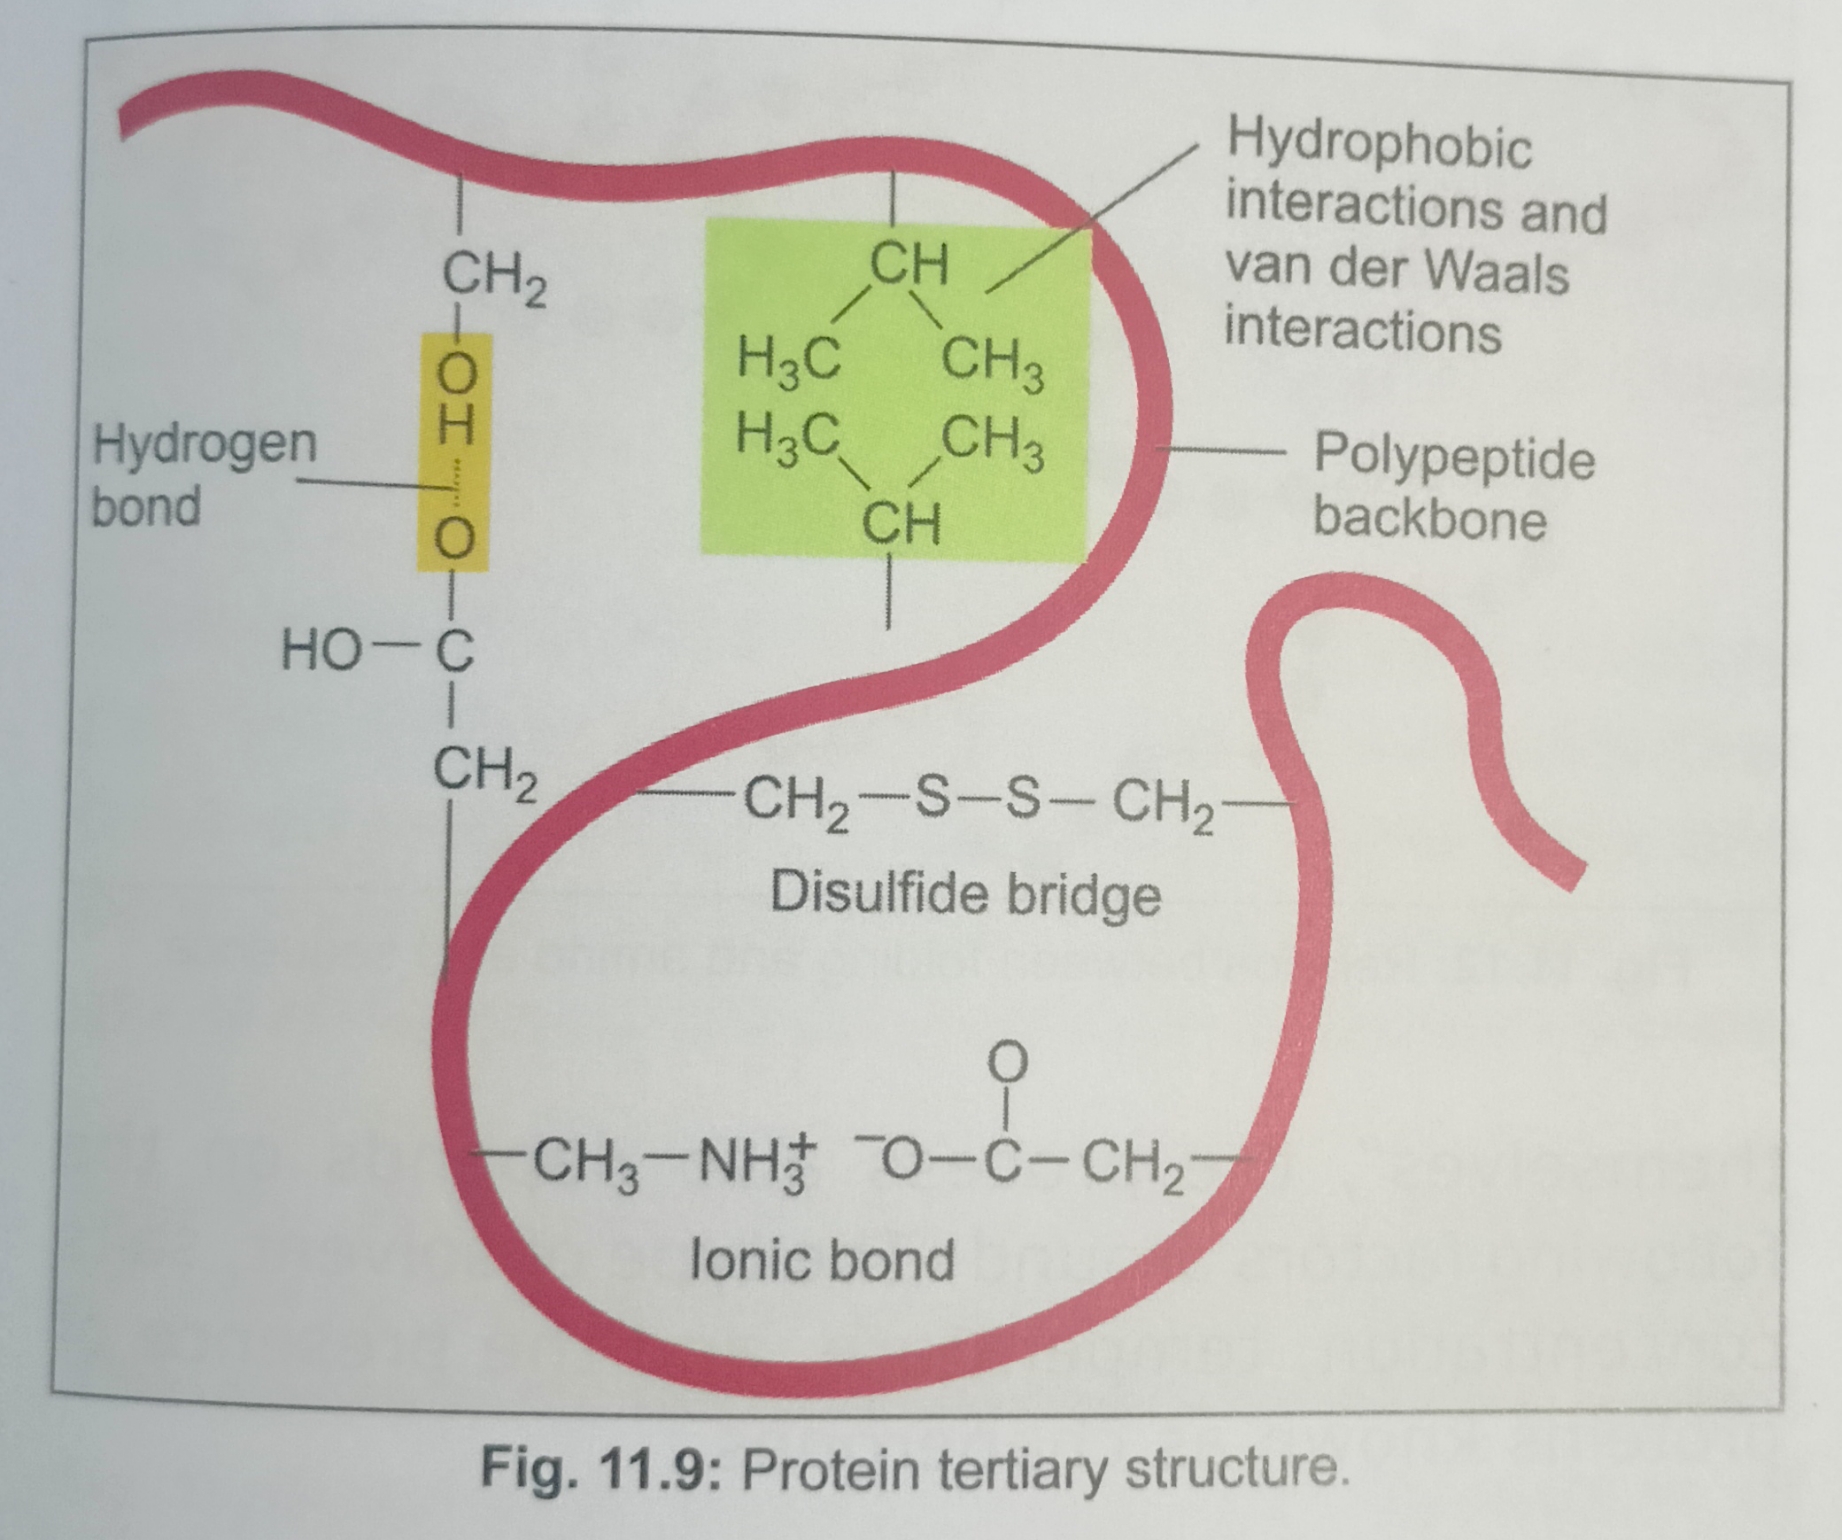 Hydrophobic
interactions and
van der Waals
interactions
CH₂
CH
O
H₃C CH₃
H
Hydrogen
bond
H₃C CH₃
Polypeptide
backbone
O
CH
HO–C
CH₂
CH₂–S–S–CH₂
Disulfide bridge
O
CH₃–NH₃⁺ ⁻O–C–CH₂
Ionic bond
Fig. 11.9: Protein tertiary structure.